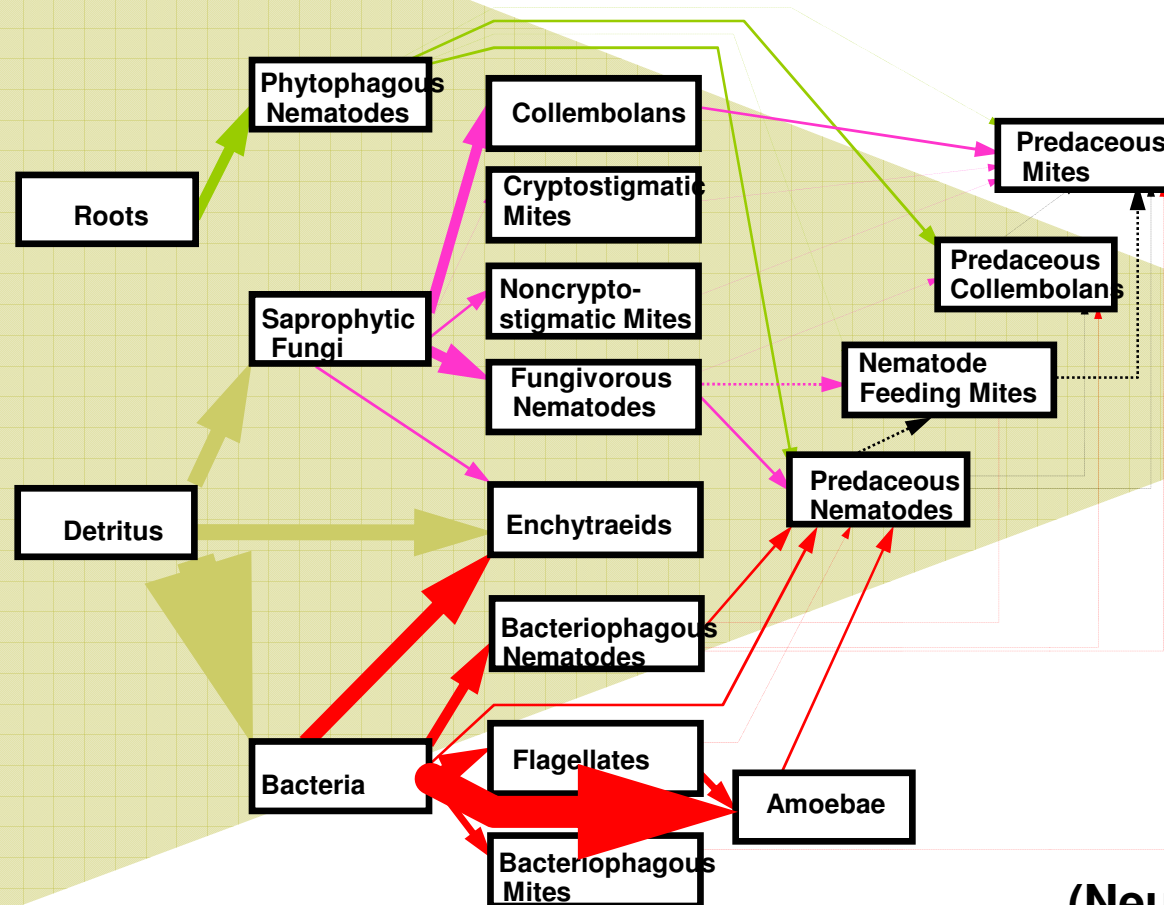 Phytophagous
Nematodes
Collembolans
Predaceous
Mites
Cryptostigmatic
Mites
Roots
Predaceous
Collembolans
Noncrypto-
stigmatic Mites
Saprophytic
Fungi
Nematode
Feeding Mites
Fungivorous
Nematodes
Predaceous
Nematodes
Detritus
Enchytraeids
Bacteriophagous
Nematodes
Flagellates
Bacteria
Amoebae
Bacteriophagous
Mites